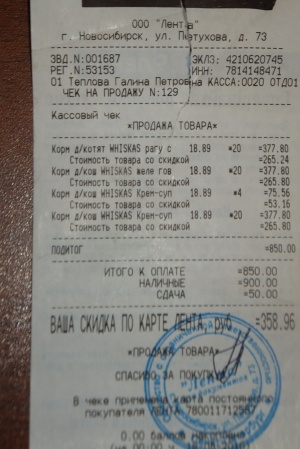 ООО "Лента"
г. Новосибирск, ул. Петухова, д. 73
ЗВД.N:001687 ЭКЛЗ: 4210620745
РЕГ.N:53153 ИНН: 7814148471
01 Теплова Галина Петровна КАССА:0020 ОТД01
ЧЕК НА ПРОДАЖУ N:129
Кассовый чек
*ПРОДАЖА ТОВАРА*
Корм д/котят WHISKAS рагу с 18.89 *20 =377.80
Стоимость товара со скидкой =265.24
Корм д/кош WHISKAS желе гов 18.89 *20 =377.80
Стоимость товара со скидкой =265.80
Корм д/кош WHISKAS Крем-суп 18.89 *4 =75.56
Стоимость товара со скидкой =53.16
Корм д/кош WHISKAS Крем-суп 18.89 *20 =377.80
Стоимость товара со скидкой =265.80
ПОДИТОГ =850.00
ИТОГО К ОПЛАТЕ =850.00
НАЛИЧНЫЕ =900.00
СДАЧА =50.00
ВАША СКИДКА ПО КАРТЕ ЛЕНТА, руб. =358.96
*ПРОДАЖА ТОВАРА*
СПАСИБО ЗА ПОКУПКУ
В чеке применена карта постоянного
покупателя ЛЕНТА 780011712567
0.00 баллов накоплено